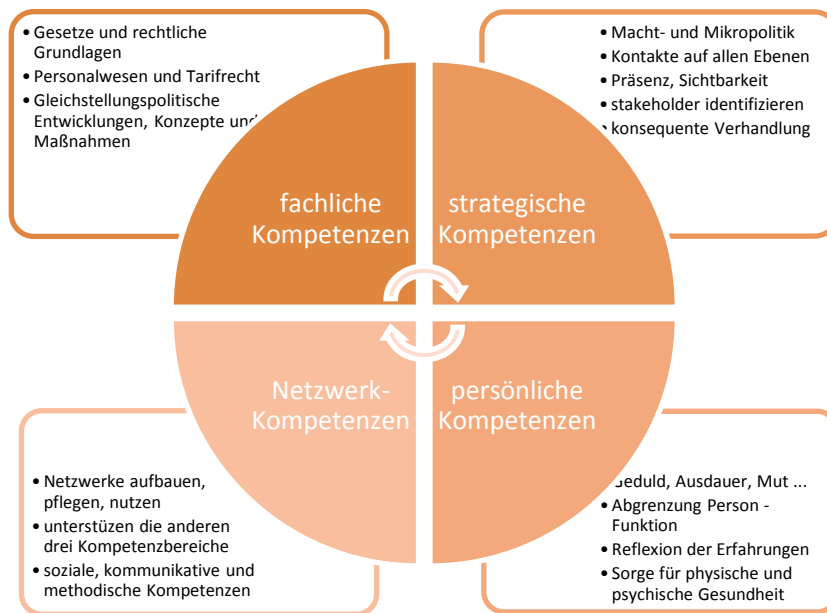 • Gesetze und rechtliche
Grundlagen
• Personalwesen und Tarifrecht
• Gleichstellungspolitische
Entwicklungen, Konzepte und
Maßnahmen
• Macht- und Mikropolitik
• Kontakte auf allen Ebenen
• Präsenz, Sichtbarkeit
• stakeholder identifizieren
• konsequente Verhandlung
fachliche
Kompetenzen
strategische
Kompetenzen
Netzwerk-
Kompetenzen
persönliche
Kompetenzen
• Netzwerke aufbauen,
pflegen, nutzen
• unterstüzen die anderen
drei Kompetenzbereiche
• soziale, kommunikative und
methodische Kompetenzen
• Geduld, Ausdauer, Mut ...
• Abgrenzung Person -
Funktion
• Reflexion der Erfahrungen
• Sorge für physische und
psychische Gesundheit